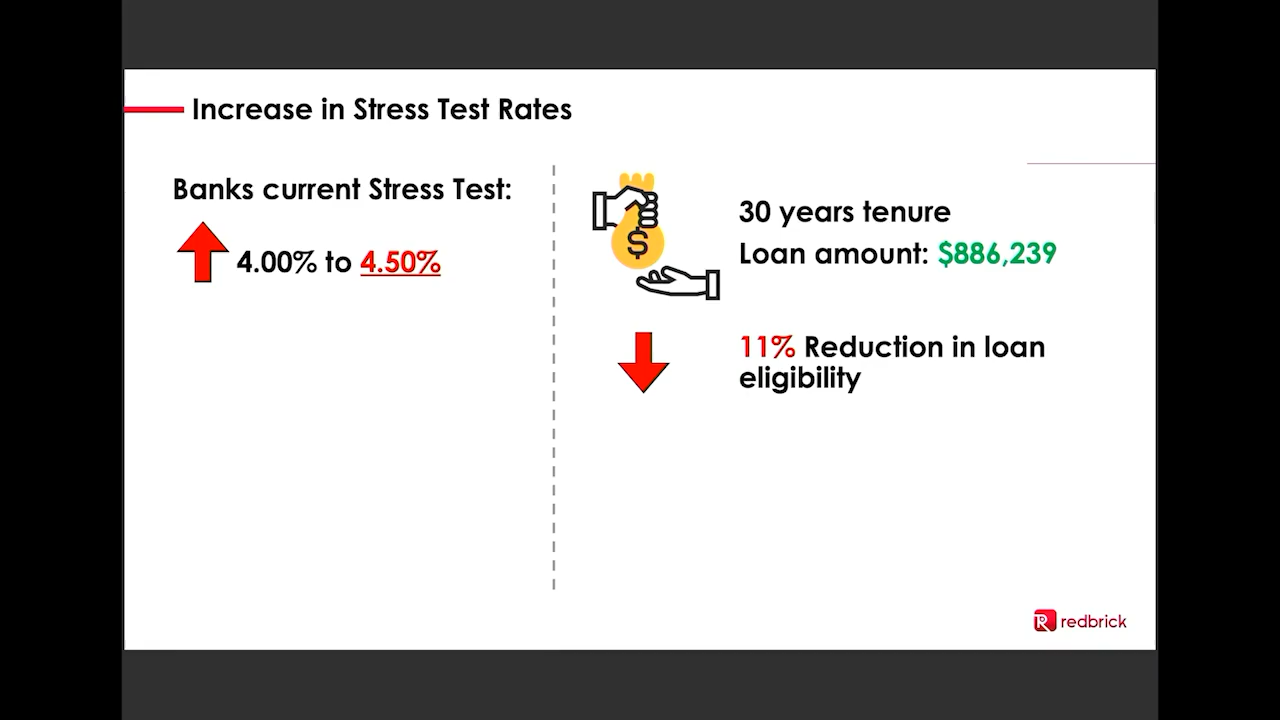 Increase in Stress Test Rates
Banks current Stress Test:
4.00% to 4.50%
$
30 years tenure
Loan amount: $886,239
11% Reduction in loan
eligibility
R redbrick